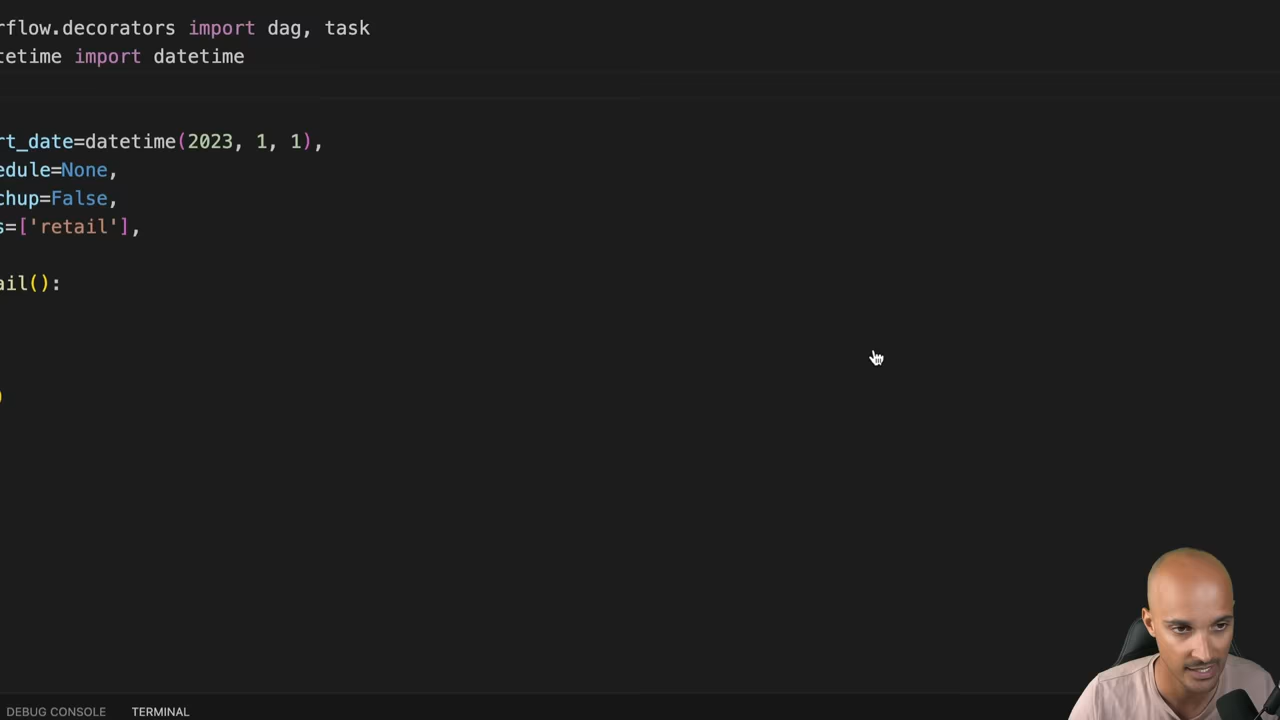 rflow.decorators import dag, task
tetime import datetime
rt_date=datetime(2023, 1, 1),
edule=None,
chup=False,
s=['retail'],
ail():
)
DEBUG CONSOLE TERMINAL